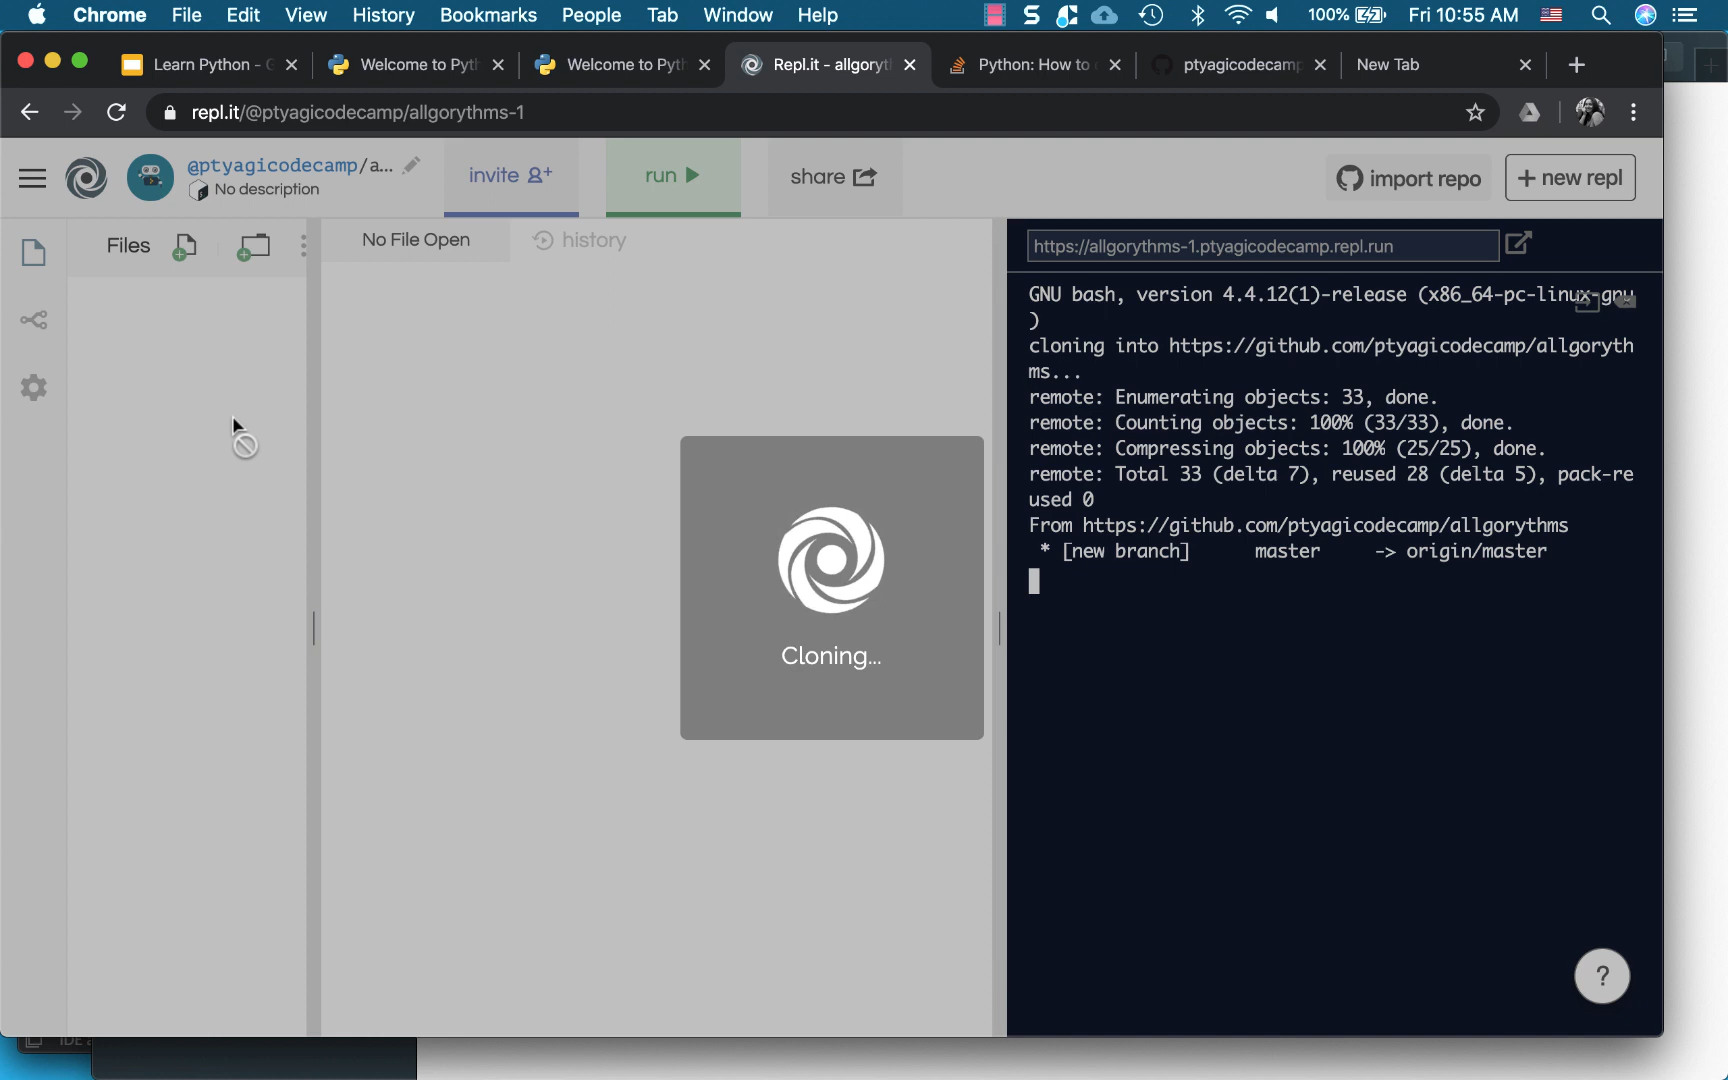 Chrome File Edit View History Bookmarks People Tab Window Help 100% Fri 10:55 AM
Learn Python - G Welcome to Pyth Welcome to Pyth Repl.it - allgoryt Python: How to ptyagicodecamp New Tab
repl.it/@ptyagicodecamp/allgorythms-1
@ptyagicodecamp/a...
No description
invite
run
share
import repo
+ new repl
Files
No File Open
history
https://allgorythms-1.ptyagicodecamp.repl.run
GNU bash, version 4.4.12(1)-release (x86_64-pc-linux-gnu
)
cloning into https://github.com/ptyagicodecamp/allgoryth
ms...
remote: Enumerating objects: 33, done.
remote: Counting objects: 100% (33/33), done.
remote: Compressing objects: 100% (25/25), done.
remote: Total 33 (delta 7), reused 28 (delta 5), pack-re
used 0
From https://github.com/ptyagicodecamp/allgorythms
* [new branch] master -> origin/master
Cloning...
?
IDE